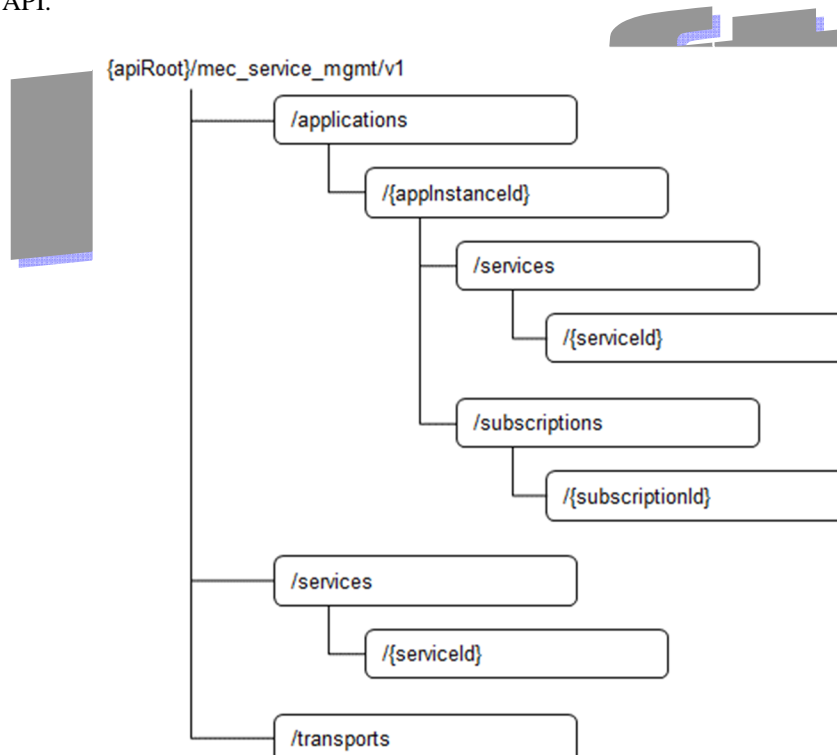 API.
{apiRoot}/mec_service_mgmt/v1
/applications
/{appInstanceId}
/services
/{serviceId}
/subscriptions
/{subscriptionId}
/services
/{serviceId}
/transports